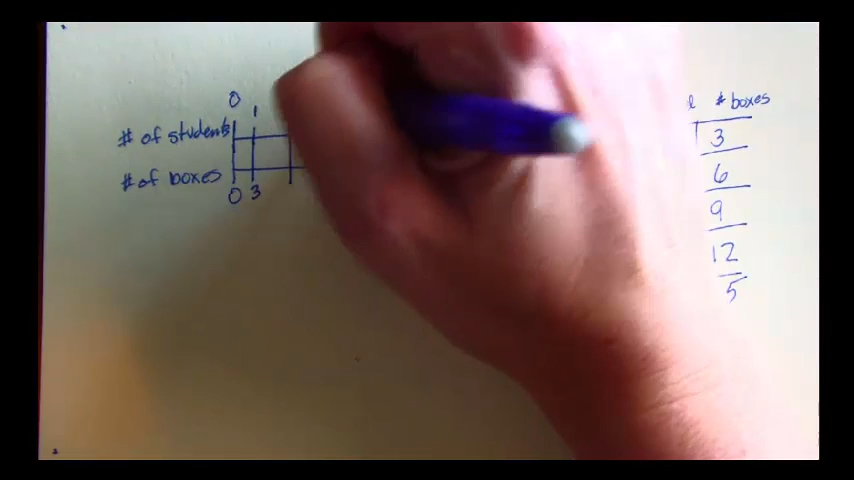 0
1
# of students
# of boxes
0 3
# boxes
3
6
9
12
5